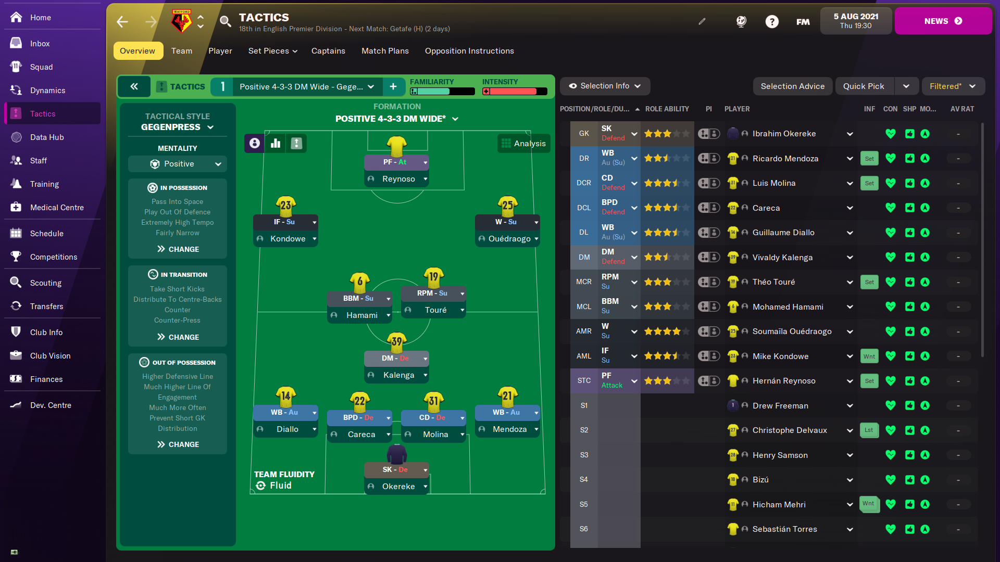 Home
Inbox
Squad
Dynamics
Tactics
Data Hub
Staff
Training
Medical Centre
Schedule
Competitions
Scouting
Transfers
Club Info
Club Vision
Finances
Dev. Centre
WATFORD
TACTICS
18th in English Premier Division - Next Match: Getafe (H) (2 days)
FM
5 AUG 2021
Thu 19:30
NEWS
Overview Team Player Set Pieces Captains Match Plans Opposition Instructions
TACTICS 1 Positive 4-3-3 DM Wide - Gege...
FAMILIARITY
INTENSITY
TACTICAL STYLE
GEGENPRESS
MENTALITY
Positive
IN POSSESSION
Pass Into Space
Play Out Of Defence
Extremely High Tempo
Fairly Narrow
CHANGE
IN TRANSITION
Take Short Kicks
Distribute To Centre-Backs
Counter
Counter-Press
CHANGE
OUT OF POSSESSION
Higher Defensive Line
Much Higher Line Of
Engagement
Much More Often
Prevent Short GK
Distribution
CHANGE
FORMATION
POSITIVE 4-3-3 DM WIDE*
Analysis
PF - At
Reynoso
23
IF - Su
Kondowe
25
W - Su
Ouédraogo
6
BBM - Su
Hamami
19
RPM - Su
Touré
39
DM - De
Kalenga
14
WB - Au
Diallo
22
BPD - De
Careca
31
CD - De
Molina
21
WB - Au
Mendoza
SK - De
Okereke
TEAM FLUIDITY
Fluid
Selection Info Selection Advice Quick Pick Filtered*
POSITION/ROLE/DU... ROLE ABILITY PI PLAYER INF CON SHP MO... AV RAT
GK SK Defend Ibrahim Okereke -
DR WB Au (Su) 21 Ricardo Mendoza Set -
DCR CD Defend 31 Luis Molina Set -
DCL BPD Defend 22 Careca -
DL WB Au (Su) 14 Guillaume Diallo -
DM DM Defend 39 Vivaldy Kalenga -
MCR RPM Su 19 Théo Touré Set -
MCL BBM Su 6 Mohamed Hamami -
AMR W Su 25 Soumaïla Ouédraogo -
AML IF Su 23 Mike Kondowe Wnt -
STC PF Attack Hernán Reynoso Set -
S1 1 Drew Freeman -
S2 27 Christophe Delvaux Lst -
S3 28 Henry Samson -
S4 10 Bizú -
S5 11 Hicham Mehri Wnt -
S6 Sebastián Torres -